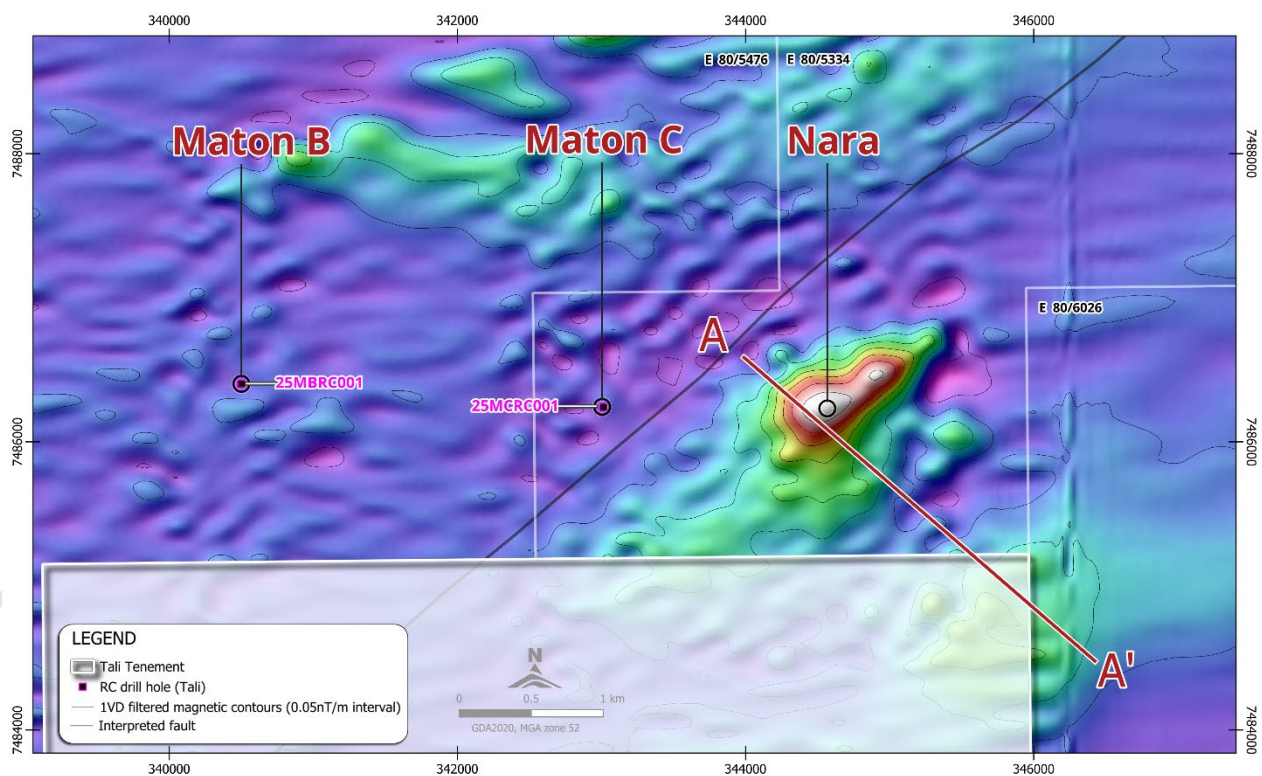 340000
342000
344000
346000
E 80/5476
E 80/5334
7488000
Maton B
Maton C
Nara
7488000
E 80/6026
A
25MBRC001
25MCRC001
7486000
7486000
A'
LEGEND
Tali Tenement
RC drill hole (Tali)
1VD filtered magnetic contours (0.05nT/m interval)
Interpreted fault
N
0
0.5
1 km
GDA2020, MGA zone 52
7484000
7484000
340000
342000
344000
346000